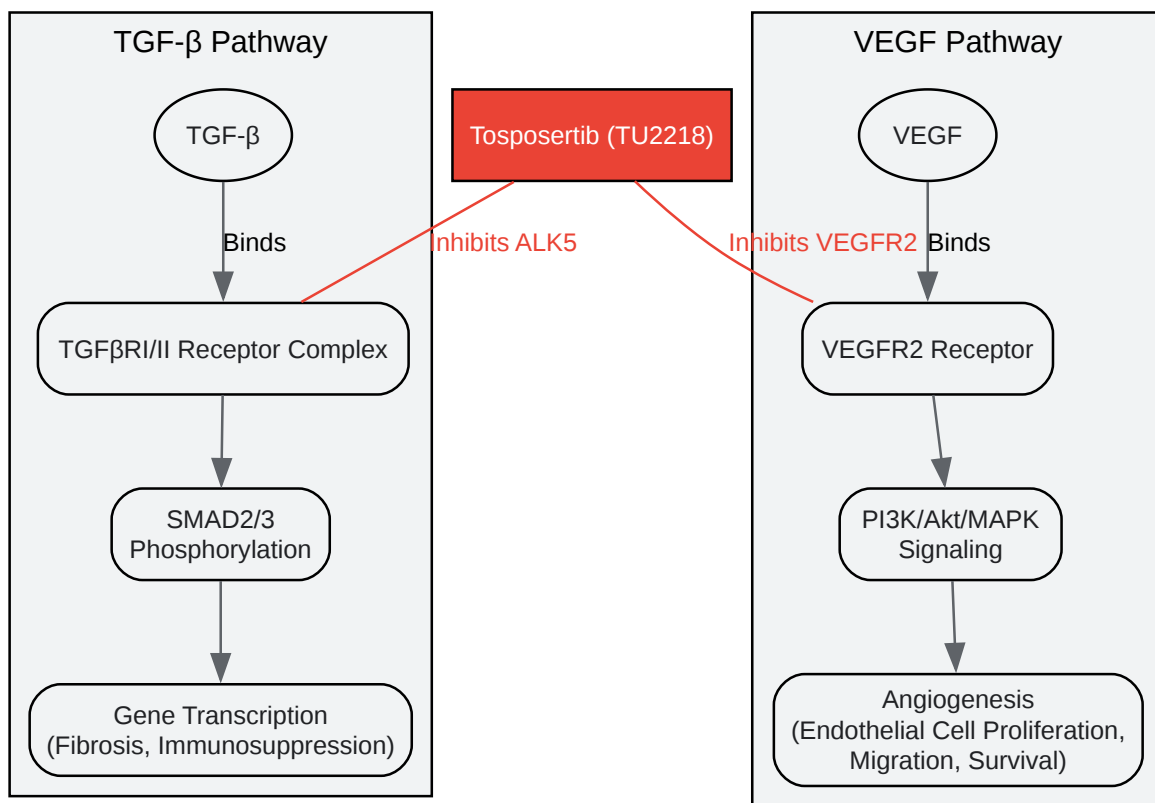 TGF-β Pathway
VEGF Pathway
TGF-β
Tosposertib (TU2218)
VEGF
Binds
Inhibits ALK5
Inhibits VEGFR2
Binds
TGFβRI/II Receptor Complex
VEGFR2 Receptor
SMAD2/3
Phosphorylation
PI3K/Akt/MAPK
Signaling
Gene Transcription
(Fibrosis, Immunosuppression)
Angiogenesis
(Endothelial Cell Proliferation,
Migration, Survival)